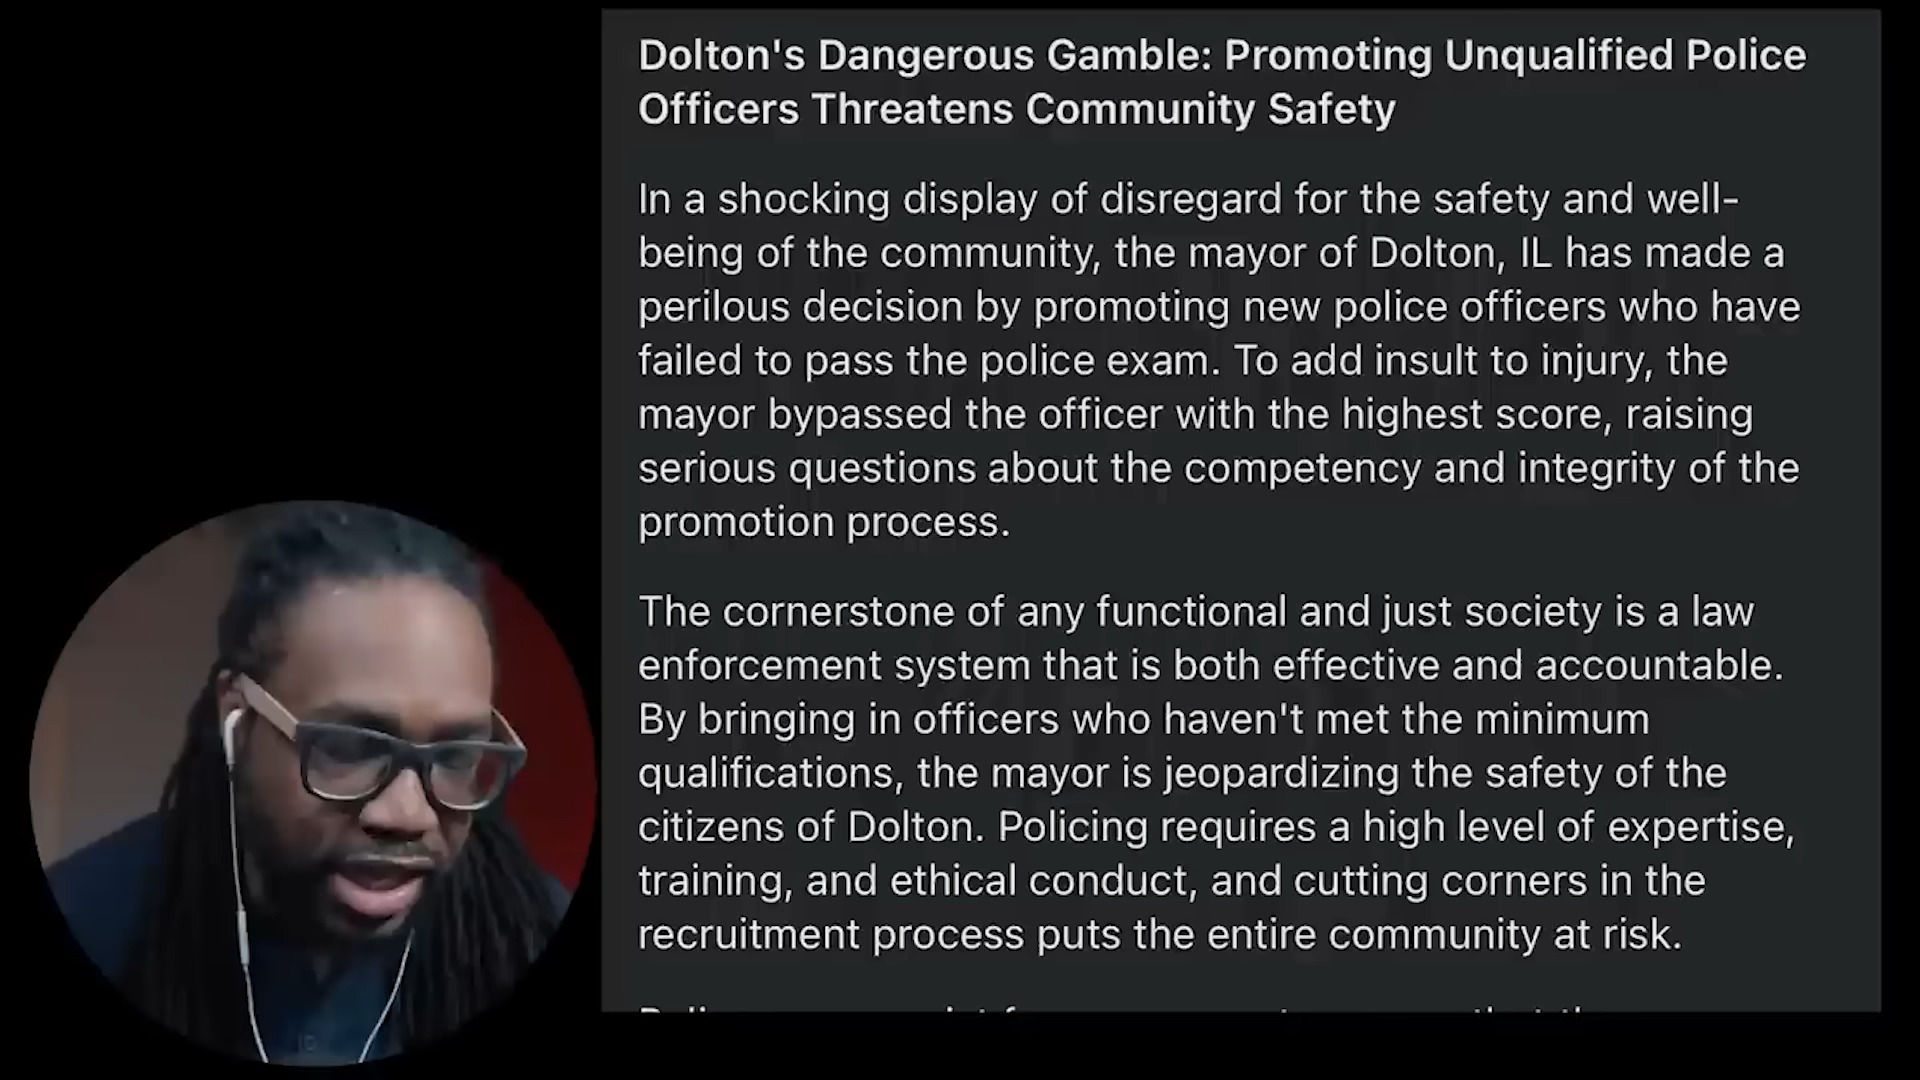 Dolton's Dangerous Gamble: Promoting Unqualified Police
Officers Threatens Community Safety
In a shocking display of disregard for the safety and well-
being of the community, the mayor of Dolton, IL has made a
perilous decision by promoting new police officers who have
failed to pass the police exam. To add insult to injury, the
mayor bypassed the officer with the highest score, raising
serious questions about the competency and integrity of the
promotion process.
The cornerstone of any functional and just society is a law
enforcement system that is both effective and accountable.
By bringing in officers who haven't met the minimum
qualifications, the mayor is jeopardizing the safety of the
citizens of Dolton. Policing requires a high level of expertise,
training, and ethical conduct, and cutting corners in the
recruitment process puts the entire community at risk.